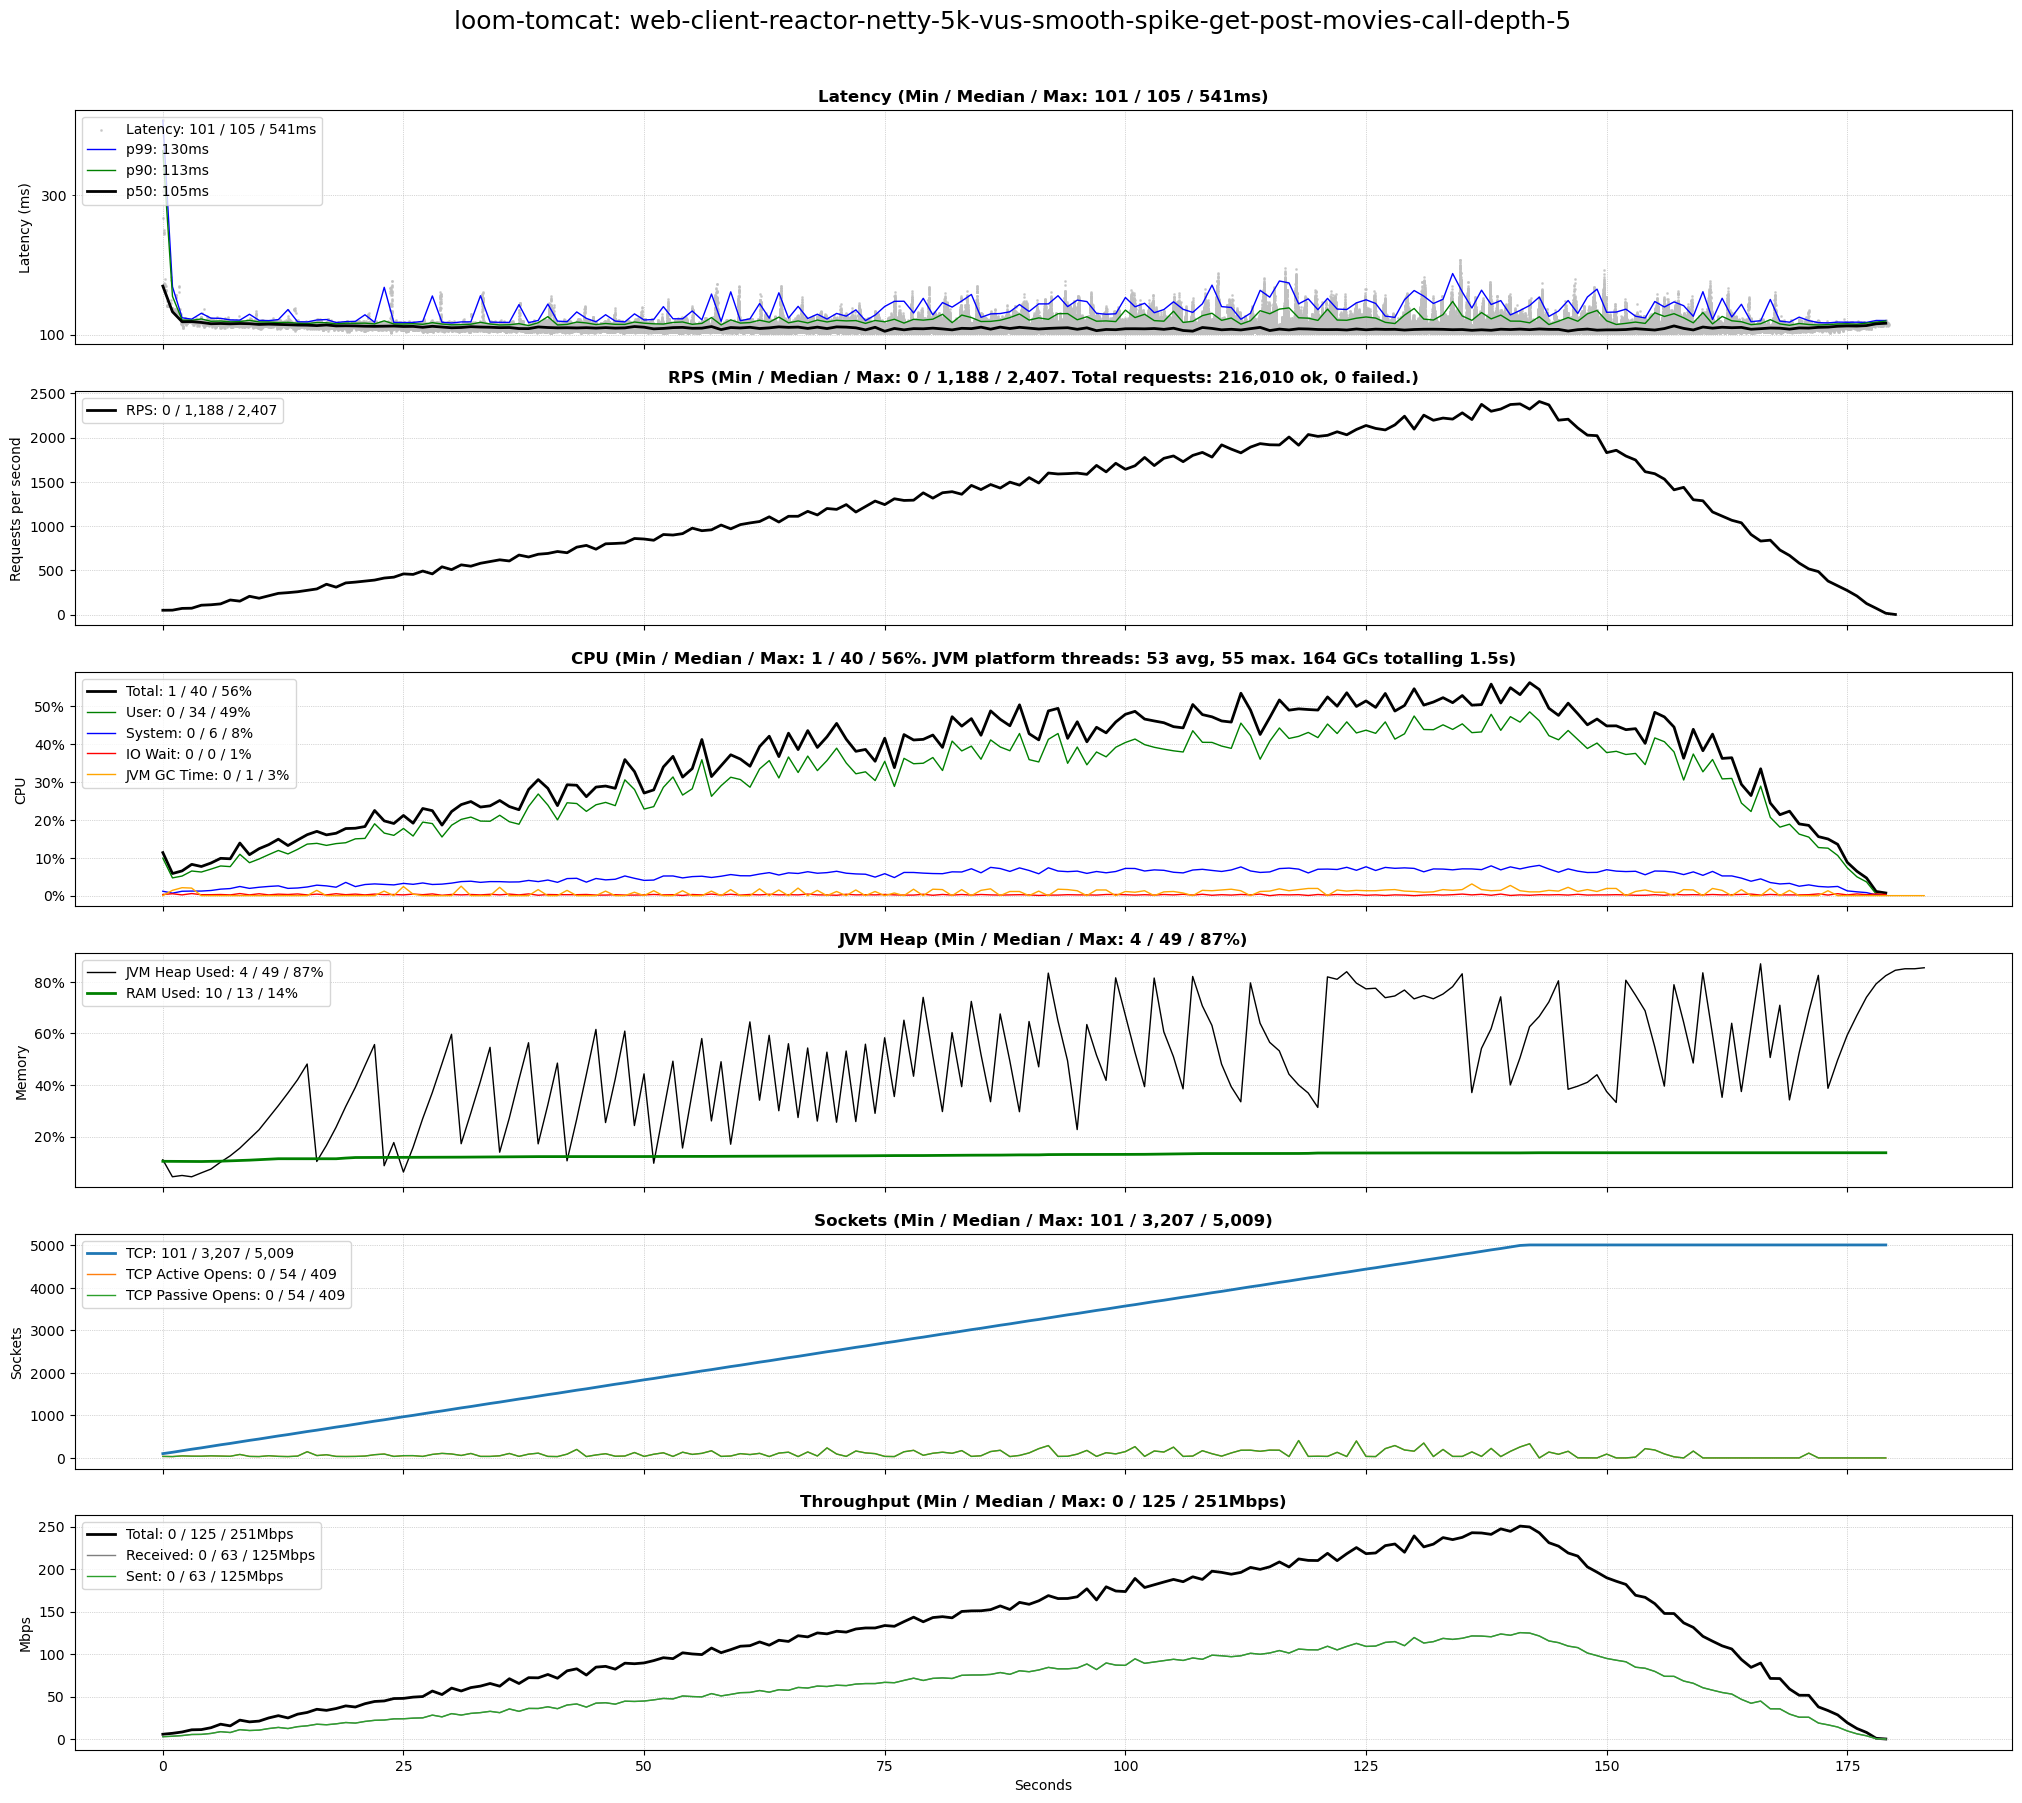 loom-tomcat: web-client-reactor-netty-5k-vus-smooth-spike-get-post-movies-call-depth-5
Latency (Min / Median / Max: 101 / 105 / 541ms)
Latency: 101 / 105 / 541ms
p99: 130ms
p90: 113ms
p50: 105ms
Latency (ms)
300
100
RPS (Min / Median / Max: 0 / 1,188 / 2,407. Total requests: 216,010 ok, 0 failed.)
RPS: 0 / 1,188 / 2,407
Requests per second
2500
2000
1500
1000
500
0
CPU (Min / Median / Max: 1 / 40 / 56%. JVM platform threads: 53 avg, 55 max. 164 GCs totalling 1.5s)
Total: 1 / 40 / 56%
User: 0 / 34 / 49%
System: 0 / 6 / 8%
IO Wait: 0 / 0 / 1%
JVM GC Time: 0 / 1 / 3%
CPU
50%
40%
30%
20%
10%
0%
JVM Heap (Min / Median / Max: 4 / 49 / 87%)
JVM Heap Used: 4 / 49 / 87%
RAM Used: 10 / 13 / 14%
Memory
80%
60%
40%
20%
Sockets (Min / Median / Max: 101 / 3,207 / 5,009)
TCP: 101 / 3,207 / 5,009
TCP Active Opens: 0 / 54 / 409
TCP Passive Opens: 0 / 54 / 409
Sockets
5000
4000
3000
2000
1000
0
Throughput (Min / Median / Max: 0 / 125 / 251Mbps)
Total: 0 / 125 / 251Mbps
Received: 0 / 63 / 125Mbps
Sent: 0 / 63 / 125Mbps
Mbps
250
200
150
100
50
0
0 25 50 75 100 125 150 175
Seconds